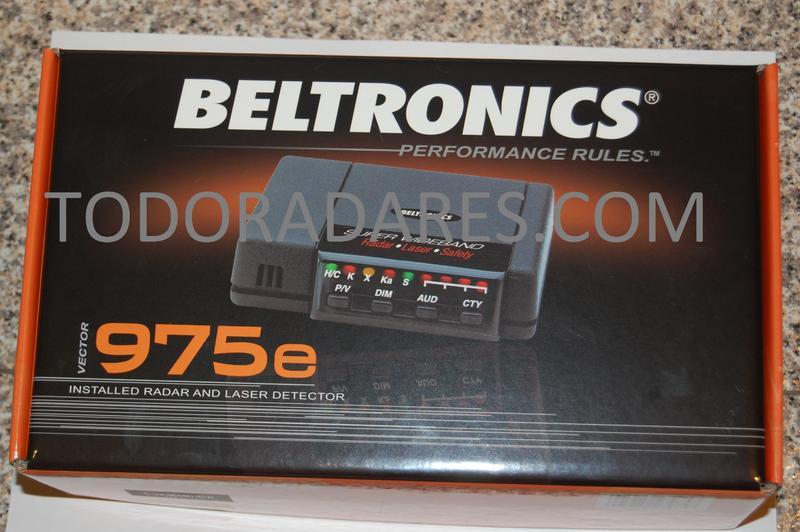 BELTRONICS®
PERFORMANCE RULES.™
TODORADARES.COM
BELTRONICS
SUPER WIDEBAND
Radar • Laser • Safety
H/C K X Ka S
P/V DIM AUD CTY
VECTOR 975e
INSTALLED RADAR AND LASER DETECTOR